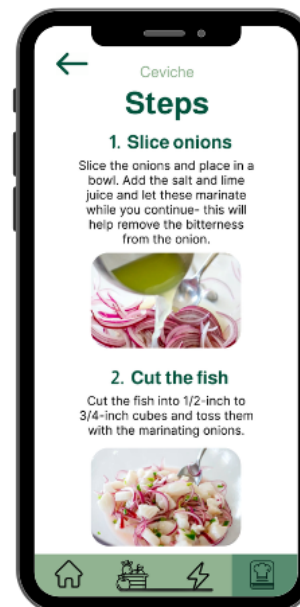 Ceviche
Steps
1. Slice onions
Slice the onions and place in a
bowl. Add the salt and lime
juice and let these marinate
while you continue- this will
help remove the bitterness
from the onion.
2. Cut the fish
Cut the fish into 1/2-inch to
3/4-inch cubes and toss them
with the marinating onions.